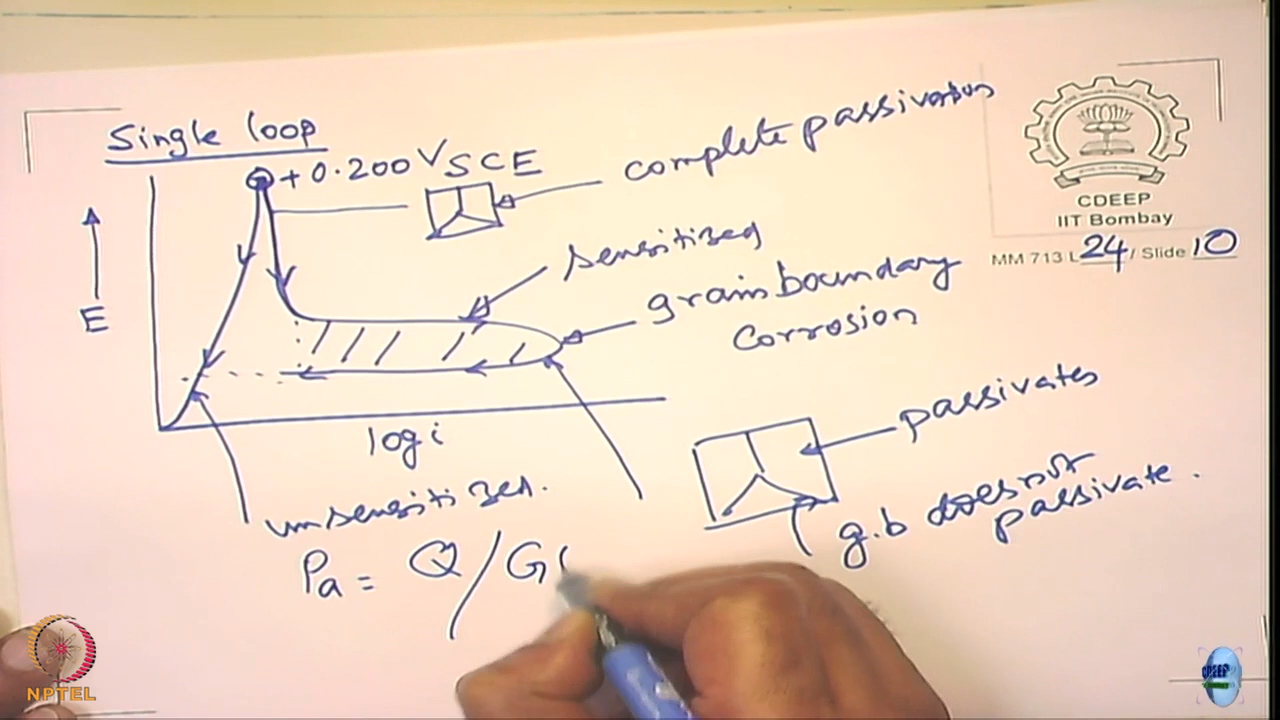 Single loop
+0.200 V SCE
complete passivation
CDEEP
IIT Bombay
MM 713 L 24 / Slide 10
sensitized
grain boundary
corrosion
E
log i
unsensitized.
passivates
g.b does not
passivate.
Pa = Q / G
NPTEL
CDEEP